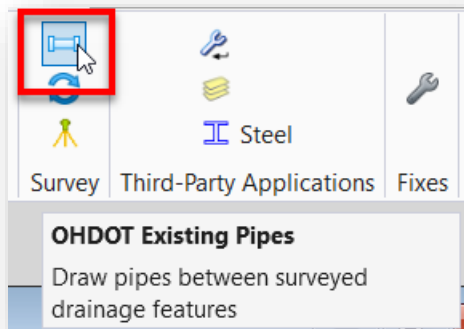 Steel
Survey
Third-Party Applications
Fixes
OHDOT Existing Pipes
Draw pipes between surveyed
drainage features